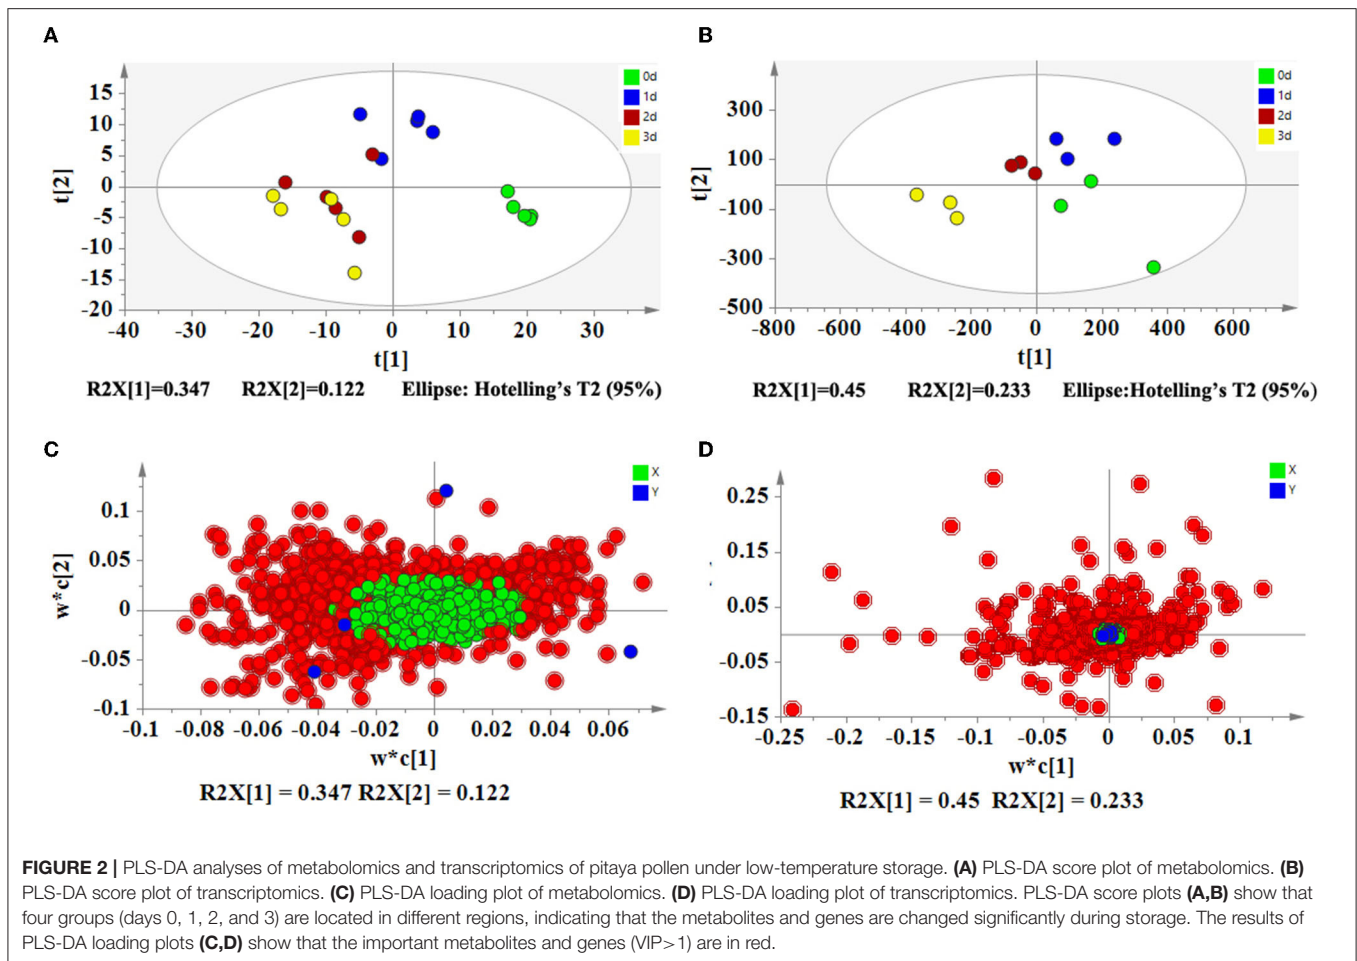 A
B
15
10
5
0
-5
-10
-15
-20
t[2]
0d
1d
2d
3d
-40 -20 -10 0 10 20 30
t[1]
R2X[1]=0.347 R2X[2]=0.122 Ellipse: Hotelling's T2 (95%)
300
100
-100
-300
-500
t[2]
0d
1d
2d
3d
-800 -600 -400 -200 0 200 400 600
t[1]
R2X[1]=0.45 R2X[2]=0.233 Ellipse:Hotelling's T2 (95%)
C
D
X
Y
0.1
0.05
0
-0.05
-0.1
w*c[2]
-0.1 -0.08 -0.06 -0.04 -0.02 0 0.02 0.04 0.06
w*c[1]
R2X[1] = 0.347 R2X[2] = 0.122
X
Y
0.25
0.15
0.05
-0.05
-0.15
-0.25 -0.2 -0.15 -0.1 -0.05 0 0.05 0.1
w*c[1]
R2X[1] = 0.45 R2X[2] = 0.233
FIGURE 2 | PLS-DA analyses of metabolomics and transcriptomics of pitaya pollen under low-temperature storage. (A) PLS-DA score plot of metabolomics. (B)
PLS-DA score plot of transcriptomics. (C) PLS-DA loading plot of metabolomics. (D) PLS-DA loading plot of transcriptomics. PLS-DA score plots (A,B) show that
four groups (days 0, 1, 2, and 3) are located in different regions, indicating that the metabolites and genes are changed significantly during storage. The results of
PLS-DA loading plots (C,D) show that the important metabolites and genes (VIP>1) are in red.